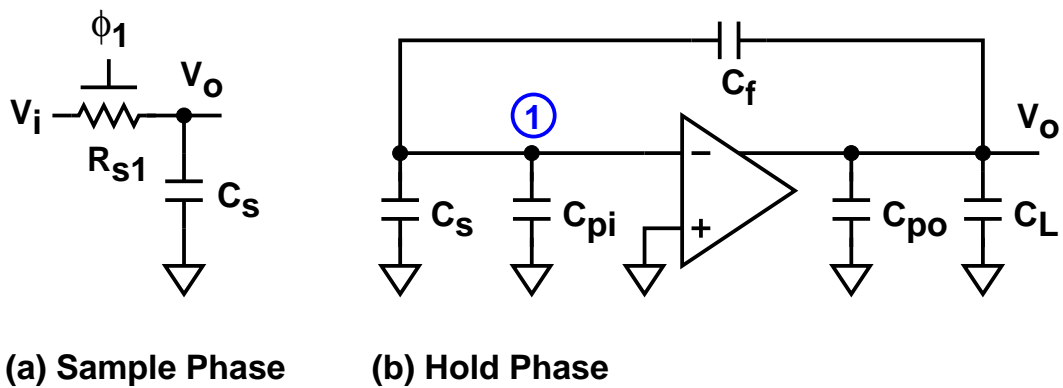 ϕ1
Vo
Vi
Rs1
Cs
(a) Sample Phase
Cf
1
Vo
−
+
Cs
Cpi
Cpo
CL
(b) Hold Phase